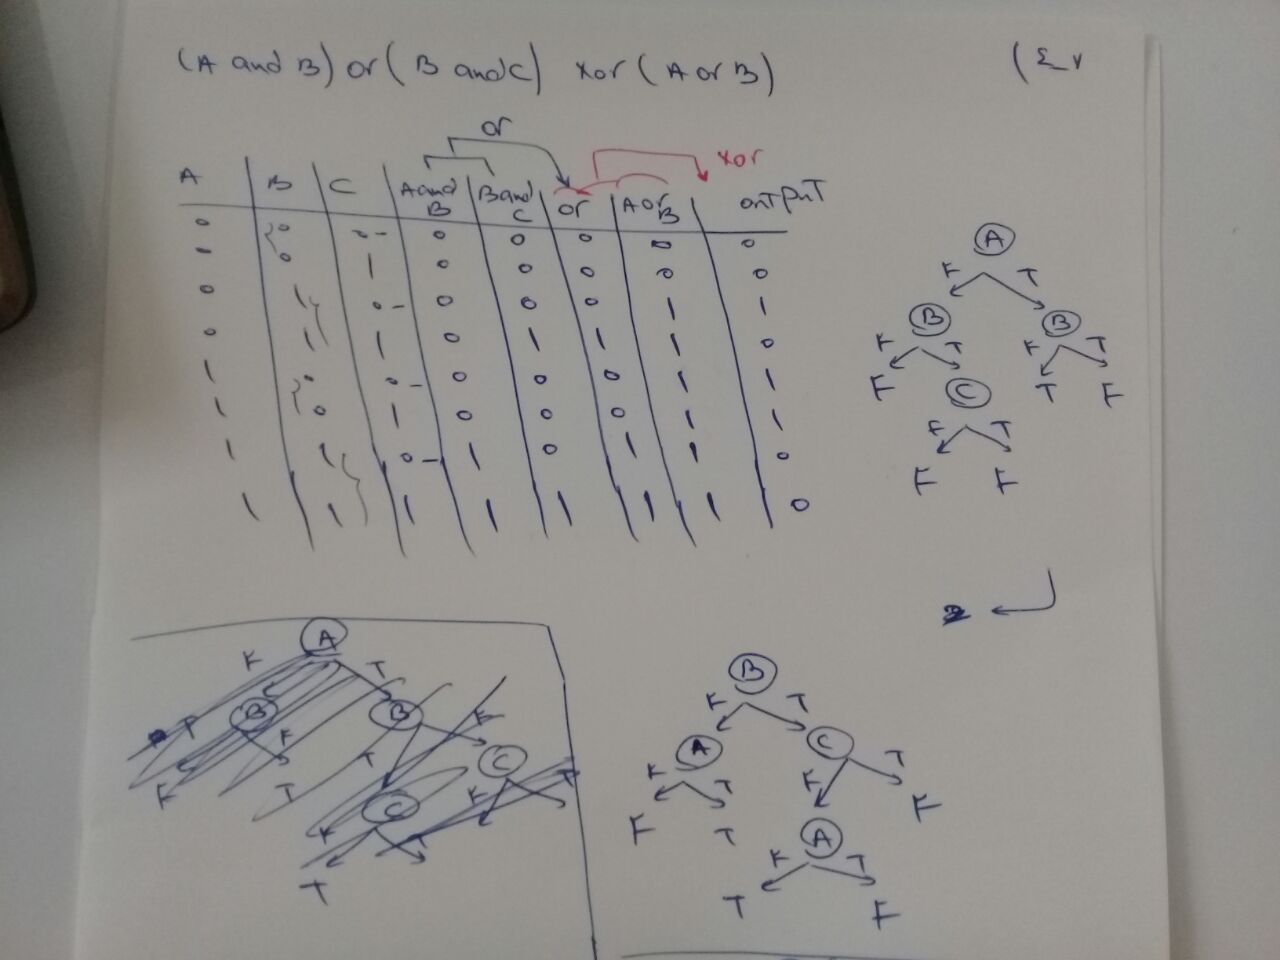 (A and B) or (B and C) xor (A or B)
(٤_٧
or
xor
A B C A and B B and C or A or B outPuT
0 0 0 - 0 0 0 0 0
0 0 1 0 0 0 0 0
0 1 0 - 0 0 0 1 1
0 1 1 0 1 1 1 0
1 0 0 - 0 0 0 1 1
1 0 1 0 0 0 1 1
1 1 0 - 1 0 1 1 0
1 1 1 1 1 1 1 0
A
F T
B B
F T F T
F C T F
F T
F F
A
F T
B B F
T F T C
F T C F T
F T
T
B
F T
A C
F T F T
F T A F
F T
T F